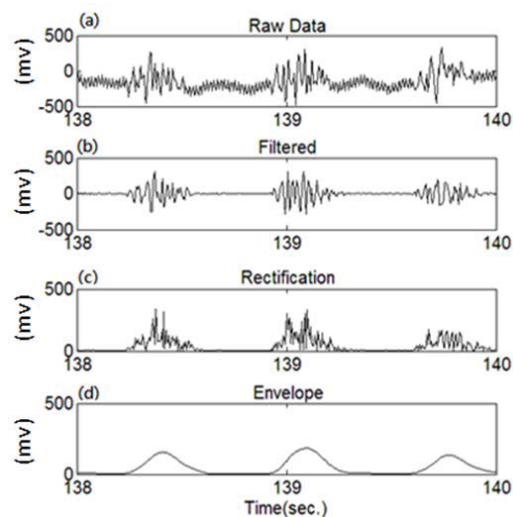 (a) Raw Data
500
0
-500
(mv)
138 139 140
(b) Filtered
500
0
-500
(mv)
138 139 140
(c) Rectification
500
0
(mv)
138 139 140
(d) Envelope
500
0
(mv)
138 139 140
Time(sec.)